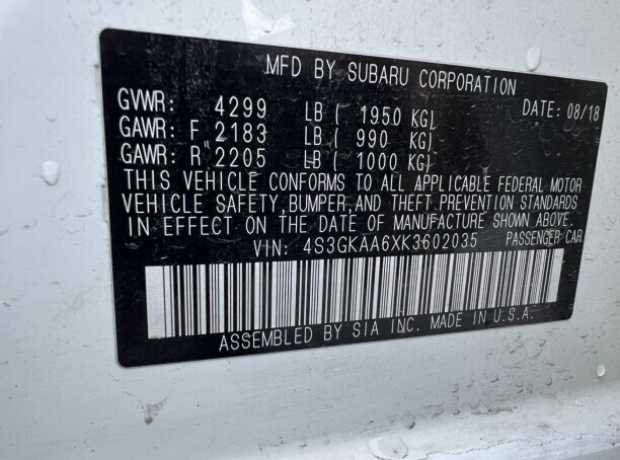 MFD BY SUBARU CORPORATION
GVWR: 4299 LB ( 1950 KG) DATE: 08/18
GAWR: F 2183 LB ( 990 KG)
GAWR: R 2205 LB ( 1000 KG)
THIS VEHICLE CONFORMS TO ALL APPLICABLE FEDERAL MOTOR
VEHICLE SAFETY, BUMPER, AND THEFT PREVENTION STANDARDS
IN EFFECT ON THE DATE OF MANUFACTURE SHOWN ABOVE.
VIN: 4S3GKAA6XK3602035 PASSENGER CAR
ASSEMBLED BY SIA INC. MADE IN U.S.A.